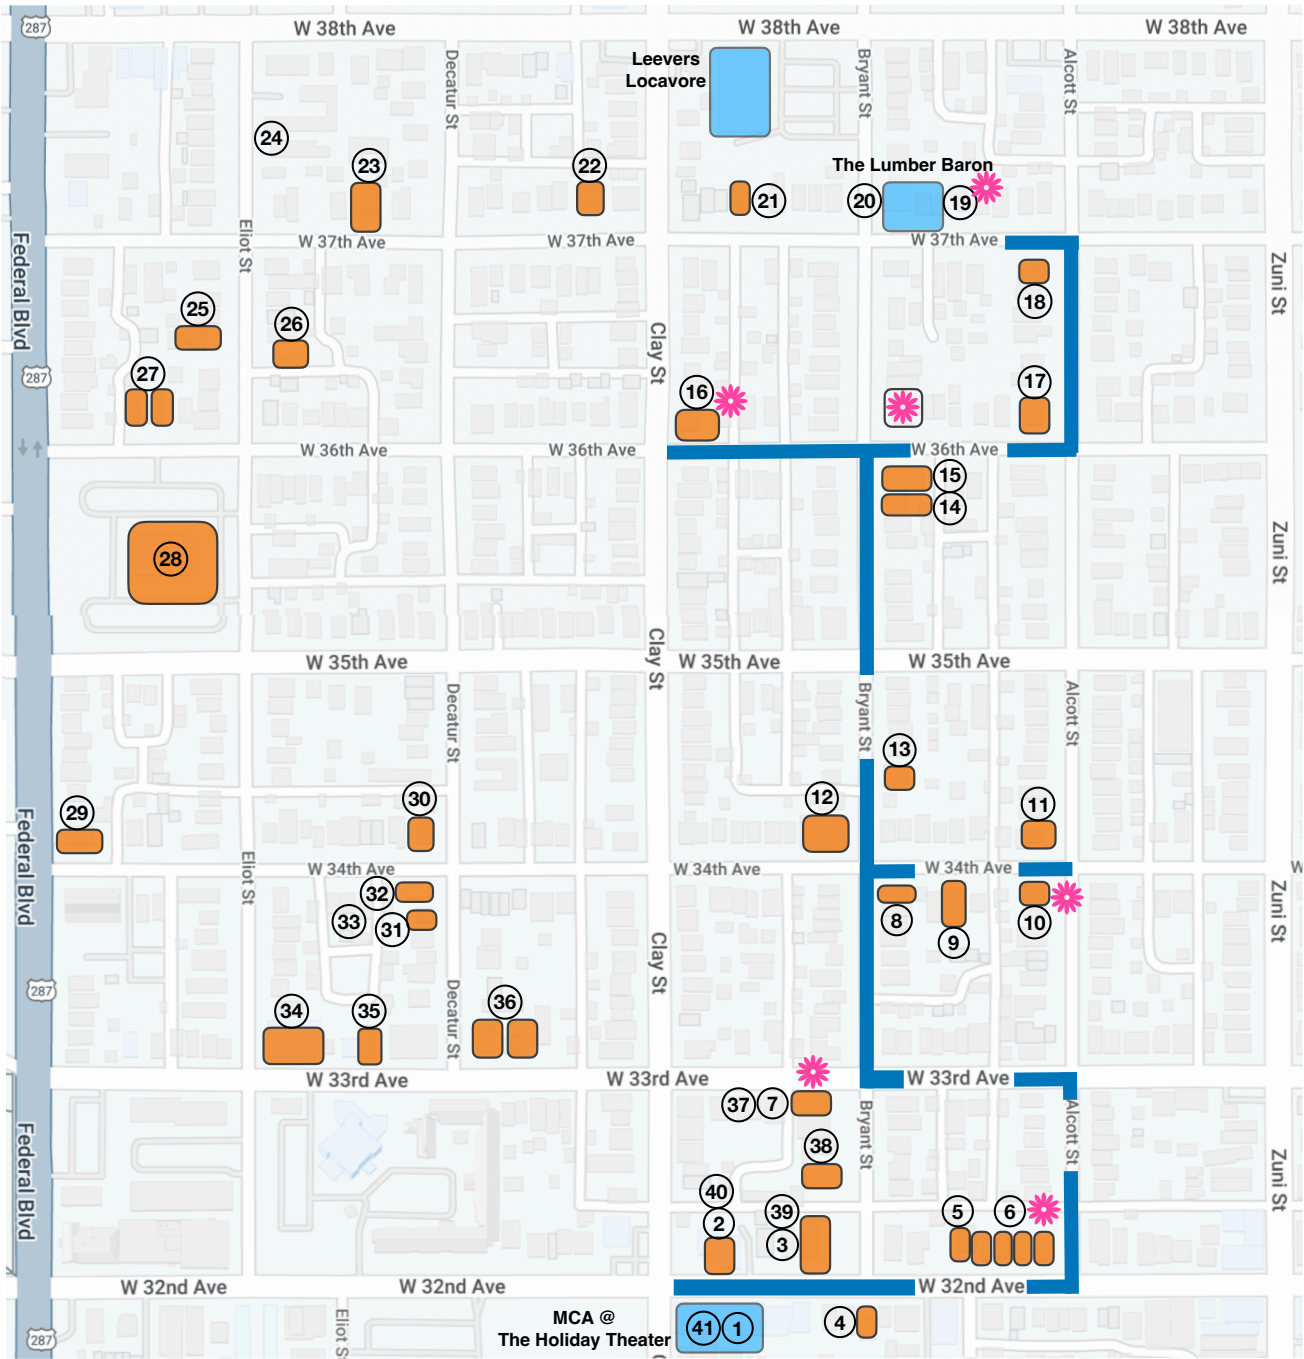 287
W 38th Ave
W 38th Ave
W 38th Ave
Leevers
Locavore
Decatur St
Bryant St
Alcott St
24
23
22
The Lumber Baron
21
20
19
Eliot St
Federal Blvd
W 37th Ave
W 37th Ave
W 37th Ave
Zuni St
18
25
26
Clay St
27
287
16
17
W 36th Ave
W 36th Ave
W 36th Ave
15
14
28
Zuni St
Clay St
W 35th Ave
W 35th Ave
W 35th Ave
Decatur St
Bryant St
Alcott St
13
30
12
11
29
Federal Blvd
Eliot St
W 34th Ave
W 34th Ave
W 34th Ave
W
32
33
31
8
9
10
Zuni St
Clay St
287
Decatur St
34
35
36
W 33rd Ave
W 33rd Ave
W 33rd Ave
37
7
Bryant St
Alcott St
Federal Blvd
38
Zuni St
40
2
39
3
5
6
W 32nd Ave
W 32nd Ave
W 32nd Ave
MCA @
The Holiday Theater
41
1
4
Eliot S
287
C